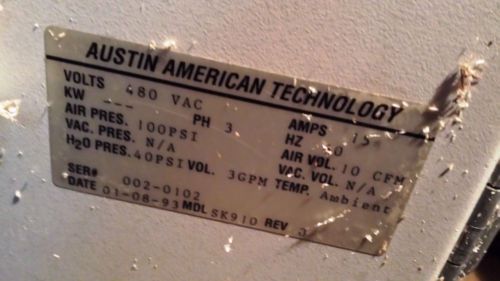 AUSTIN AMERICAN TECHNOLOGY
VOLTS 480 VAC
KW --- PH 3 AMPS 15
HZ 60
AIR PRES. 100PSI AIR VOL. 10 CFM
VAC. PRES. N/A VAC. VOL. N/A
H2O PRES. 40PSI VOL. 3GPM TEMP. Ambient
SER# 002-0102
DATE 01-08-93 MDL SK910 REV